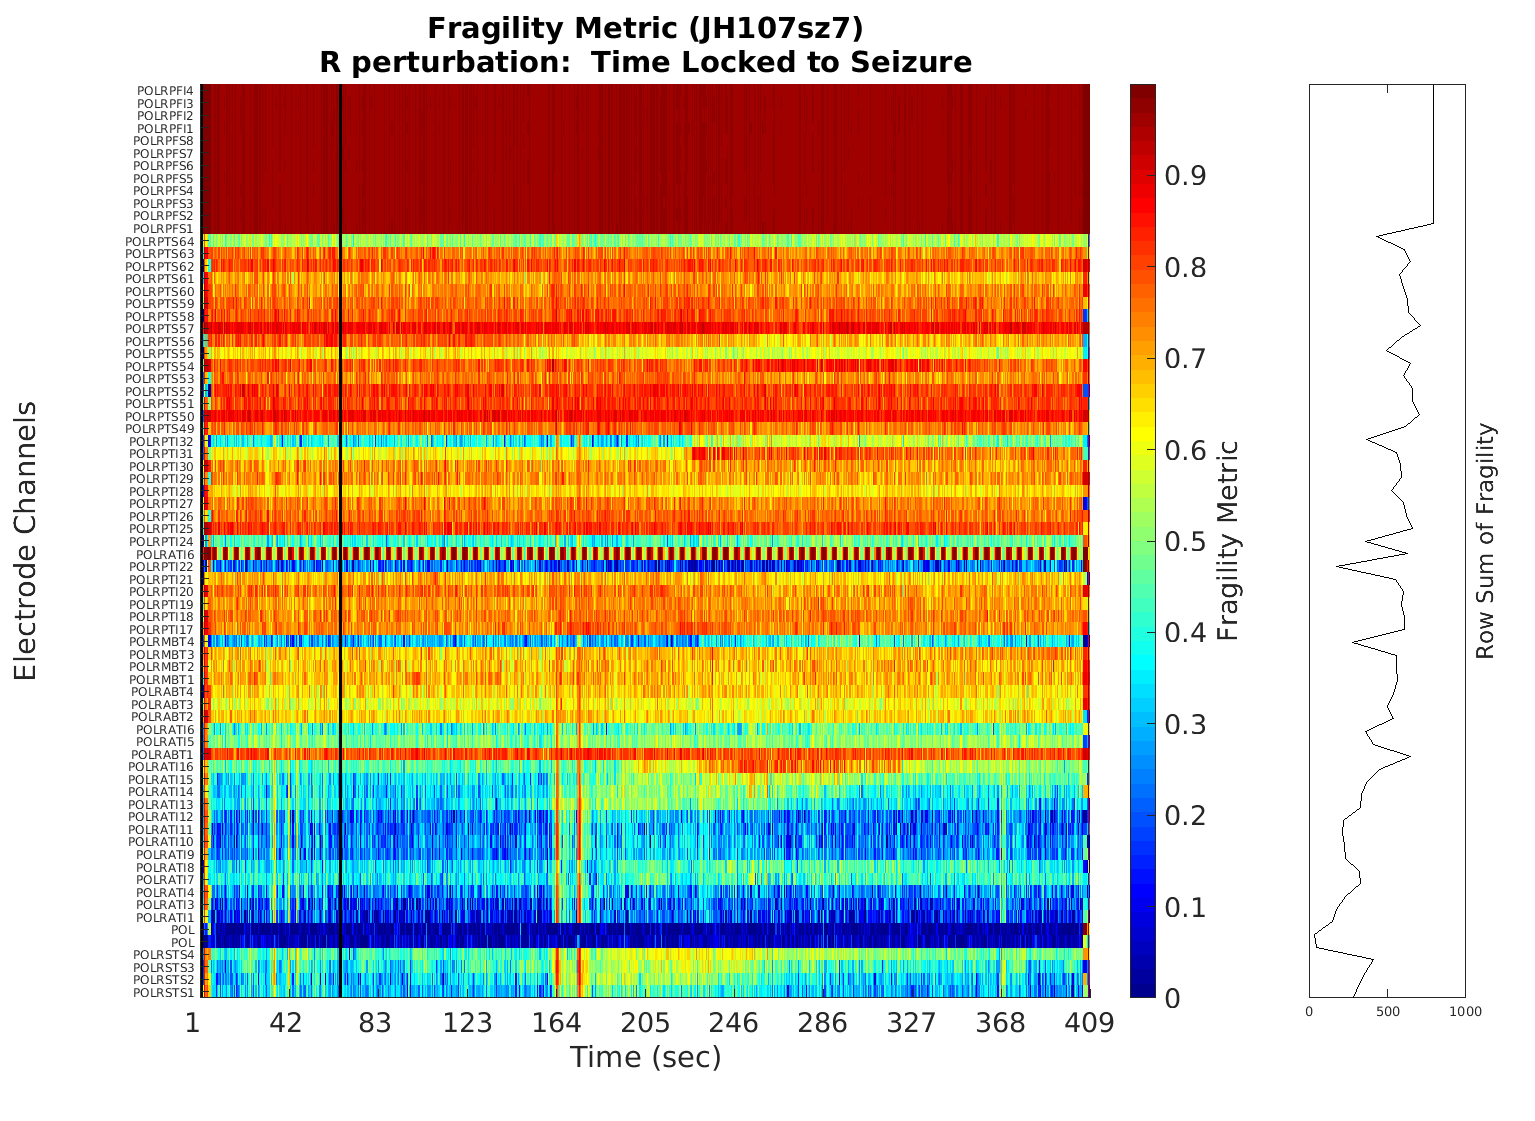 Fragility Metric (JH107sz7)
R perturbation:  Time Locked to Seizure
Electrode Channels
POLRPFI4
POLRPFI3
POLRPFI2
POLRPFI1
POLRPFS8
POLRPFS7
POLRPFS6
POLRPFS5
POLRPFS4
POLRPFS3
POLRPFS2
POLRPFS1
POLRPTS64
POLRPTS63
POLRPTS62
POLRPTS61
POLRPTS60
POLRPTS59
POLRPTS58
POLRPTS57
POLRPTS56
POLRPTS55
POLRPTS54
POLRPTS53
POLRPTS52
POLRPTS51
POLRPTS50
POLRPTS49
POLRPTI32
POLRPTI31
POLRPTI30
POLRPTI29
POLRPTI28
POLRPTI27
POLRPTI26
POLRPTI25
POLRPTI24
POLRATI6
POLRPTI22
POLRPTI21
POLRPTI20
POLRPTI19
POLRPTI18
POLRPTI17
POLRMBT4
POLRMBT3
POLRMBT2
POLRMBT1
POLRABT4
POLRABT3
POLRABT2
POLRATI6
POLRATI5
POLRABT1
POLRATI16
POLRATI15
POLRATI14
POLRATI13
POLRATI12
POLRATI11
POLRATI10
POLRATI9
POLRATI8
POLRATI7
POLRATI4
POLRATI3
POLRATI1
POL
POL
POLRSTS4
POLRSTS3
POLRSTS2
POLRSTS1
1 42 83 123 164 205 246 286 327 368 409
Time (sec)
0.9
0.8
0.7
0.6
0.5
0.4
0.3
0.2
0.1
0
Fragility Metric
0 500 1000
Row Sum of Fragility